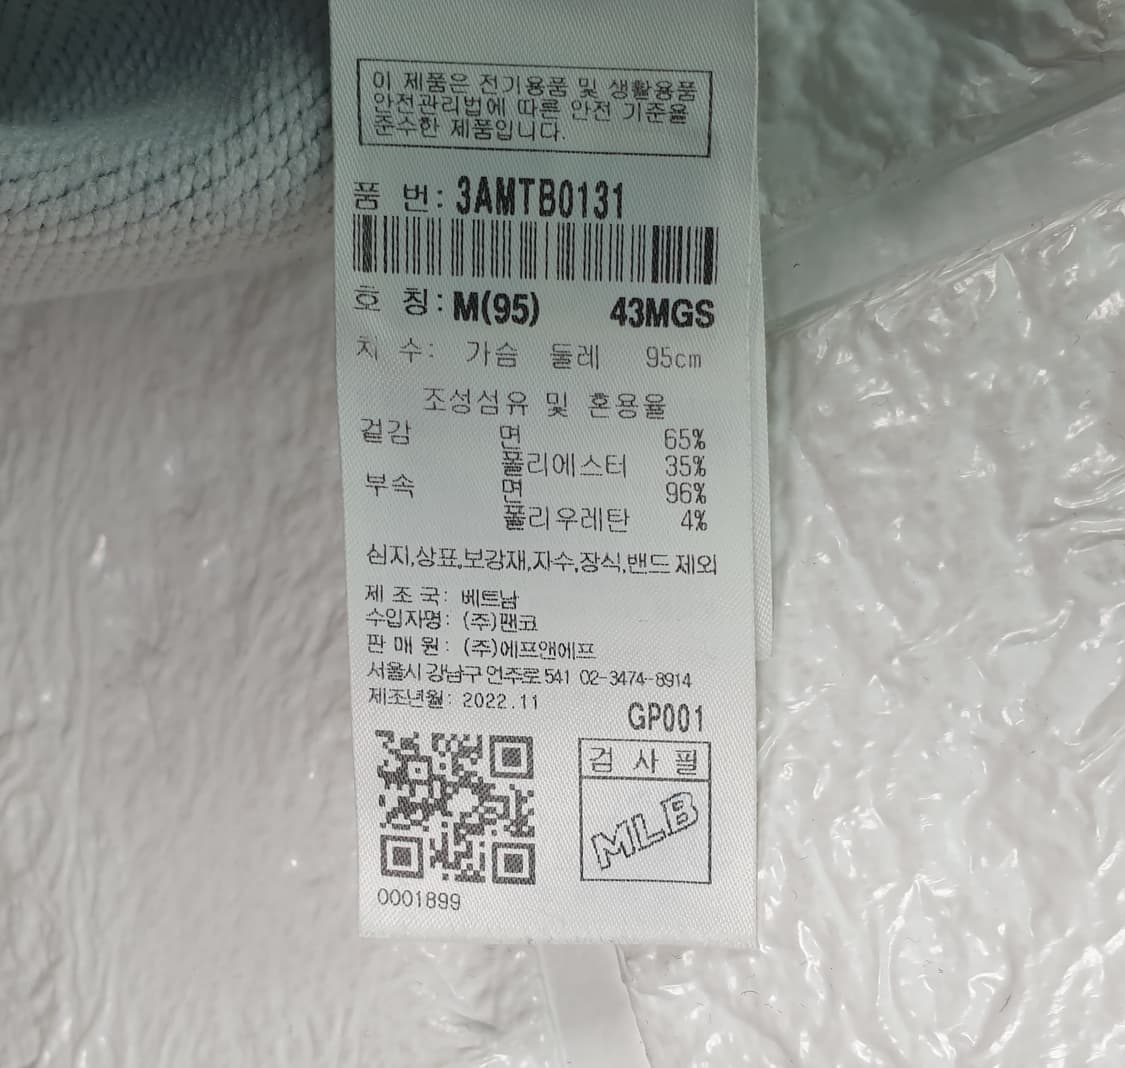 이 제품은 전기용품 및 생활용품
안전관리법에 따른 안전 기준을
준수한 제품입니다.
품 번: 3AMTB0131
호 칭: M(95) 43MGS
치 수: 가슴 둘레 95cm
조성섬유 및 혼용율
겉감 면 65%
폴리에스터 35%
부속 면 96%
폴리우레탄 4%
심지,상표,보강재,자수,장식,밴드 제외
제 조 국: 베트남
수입자명: (주)팬코
판 매 원: (주)에프앤에프
서울시 강남구 언주로 541 02-3474-8914
제조년월: 2022.11
GP001
검 사 필
MLB
0001899